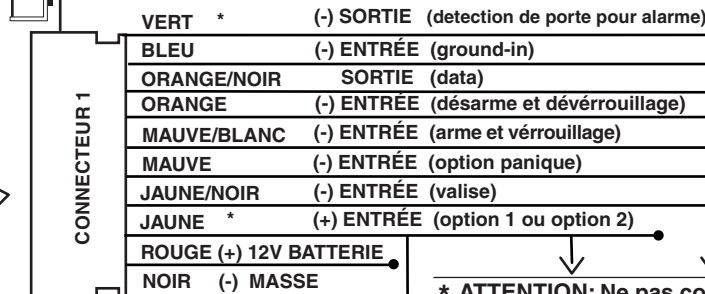 VERT * (-) SORTIE (detection de porte pour alarme)
BLEU (-) ENTRÉE (ground-in)
ORANGE/NOIR SORTIE (data)
ORANGE (-) ENTRÉE (désarme et dévérrouillage)
MAUVE/BLANC (-) ENTRÉE (arme et vérrouillage)
MAUVE (-) ENTRÉE (option panique)
JAUNE/NOIR (-) ENTRÉE (valise)
JAUNE * (+) ENTRÉE (option 1 ou option 2)
ROUGE (+) 12V BATTERIE
NOIR (-) MASSE
CONNECTEUR 1
* ATTENTION: Ne pas co